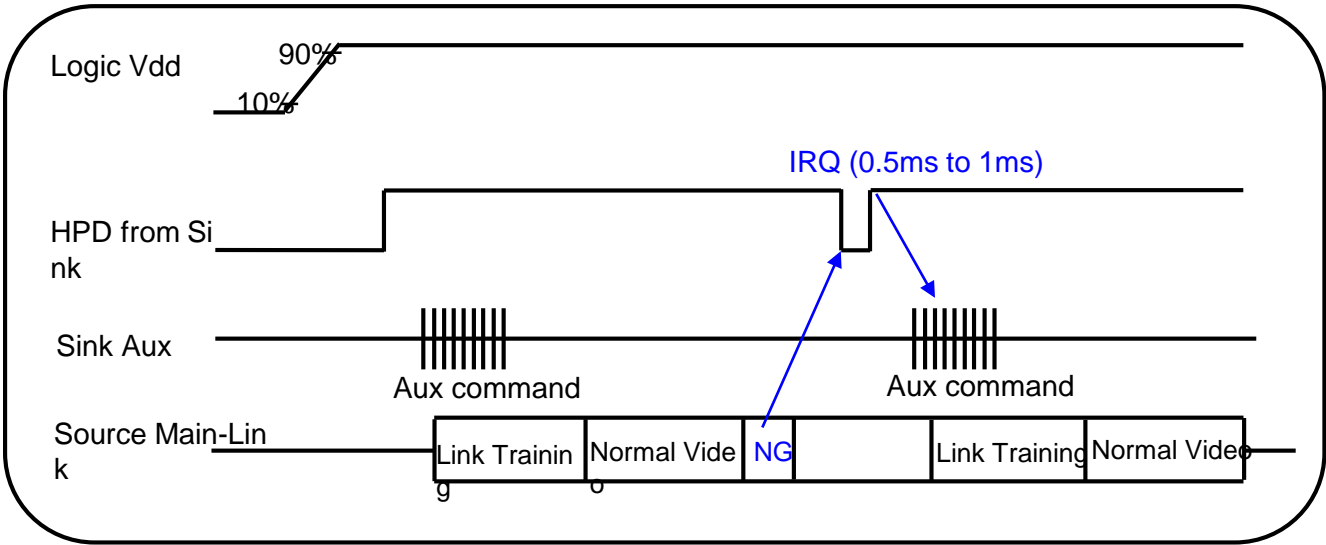 90%
Logic Vdd
10%
IRQ (0.5ms to 1ms)
HPD from Si
nk
Sink Aux
Aux command
Aux command
Source Main-Lin
k
Link Trainin
g
Normal Vide
o
NG
Link Training
Normal Video